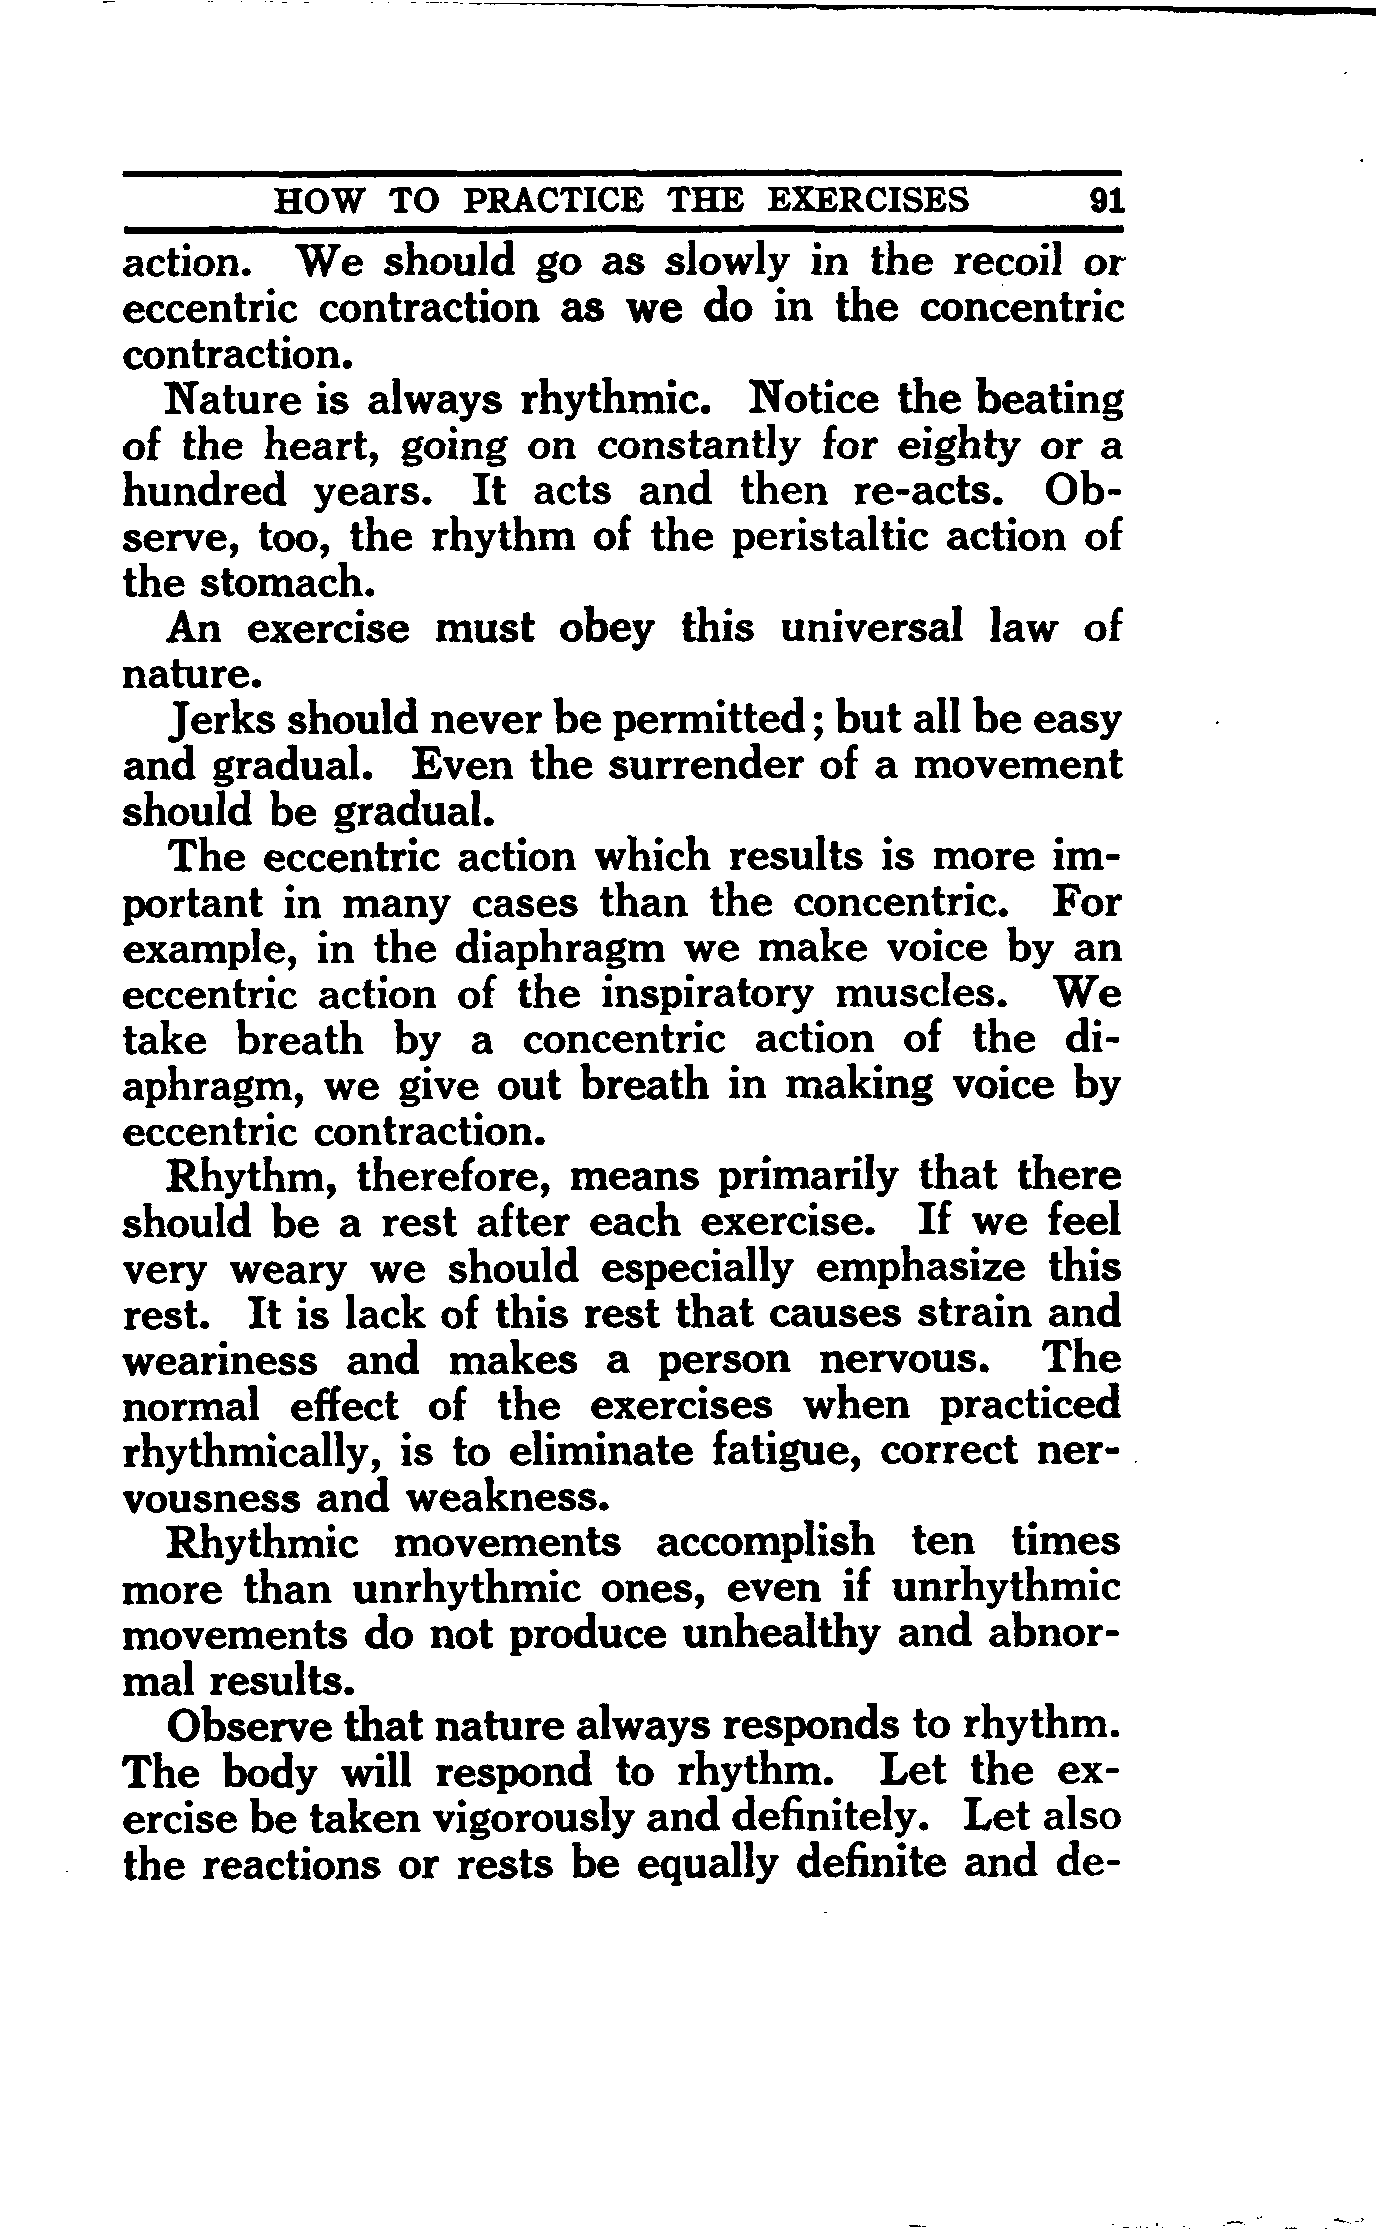 HOW TO PRACTICE THE EXERCISES 91
action. We should go as slowly in the recoil or
eccentric contraction as we do in the concentric
contraction.
Nature is always rhythmic. Notice the beating
of the heart, going on constantly for eighty or a
hundred years. It acts and then re-acts. Ob-
serve, too, the rhythm of the peristaltic action of
the stomach.
An exercise must obey this universal law of
nature.
Jerks should never be permitted; but all be easy
and gradual. Even the surrender of a movement
should be gradual.
The eccentric action which results is more im-
portant in many cases than the concentric. For
example, in the diaphragm we make voice by an
eccentric action of the inspiratory muscles. We
take breath by a concentric action of the di-
aphragm, we give out breath in making voice by
eccentric contraction.
Rhythm, therefore, means primarily that there
should be a rest after each exercise. If we feel
very weary we should especially emphasize this
rest. It is lack of this rest that causes strain and
weariness and makes a person nervous. The
normal effect of the exercises when practiced
rhythmically, is to eliminate fatigue, correct ner-
vousness and weakness.
Rhythmic movements accomplish ten times
more than unrhythmic ones, even if unrhythmic
movements do not produce unhealthy and abnor-
mal results.
Observe that nature always responds to rhythm.
The body will respond to rhythm. Let the ex-
ercise be taken vigorously and definitely. Let also
the reactions or rests be equally definite and de-